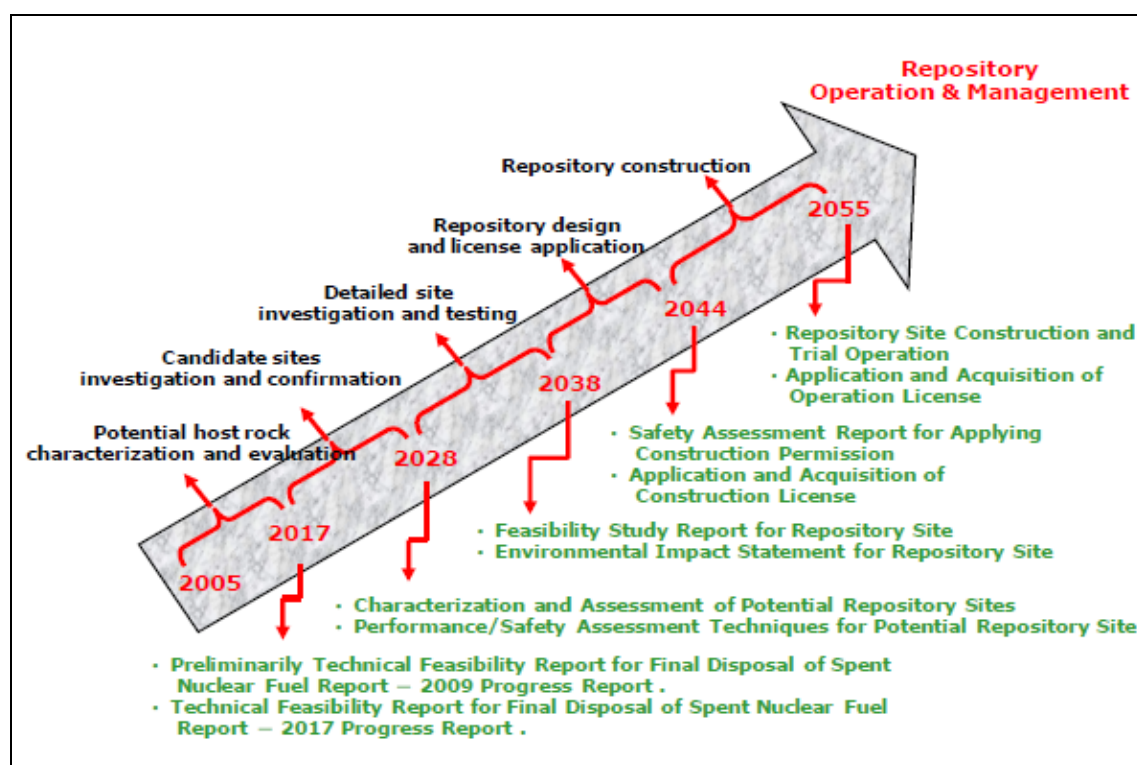 Repository
Operation & Management
Repository construction
2055
Repository design
and license application
2044
Detailed site
investigation and testing
2038
Candidate sites
investigation and confirmation
2028
Potential host rock
characterization and evaluation
2017
2005
· Repository Site Construction and
Trial Operation
· Application and Acquisition of
Operation License
· Safety Assessment Report for Applying
Construction Permission
· Application and Acquisition of
Construction License
· Feasibility Study Report for Repository Site
· Environmental Impact Statement for Repository Site
· Characterization and Assessment of Potential Repository Sites
· Performance/Safety Assessment Techniques for Potential Repository Site
· Preliminarily Technical Feasibility Report for Final Disposal of Spent
Nuclear Fuel Report – 2009 Progress Report .
· Technical Feasibility Report for Final Disposal of Spent Nuclear Fuel
Report – 2017 Progress Report .